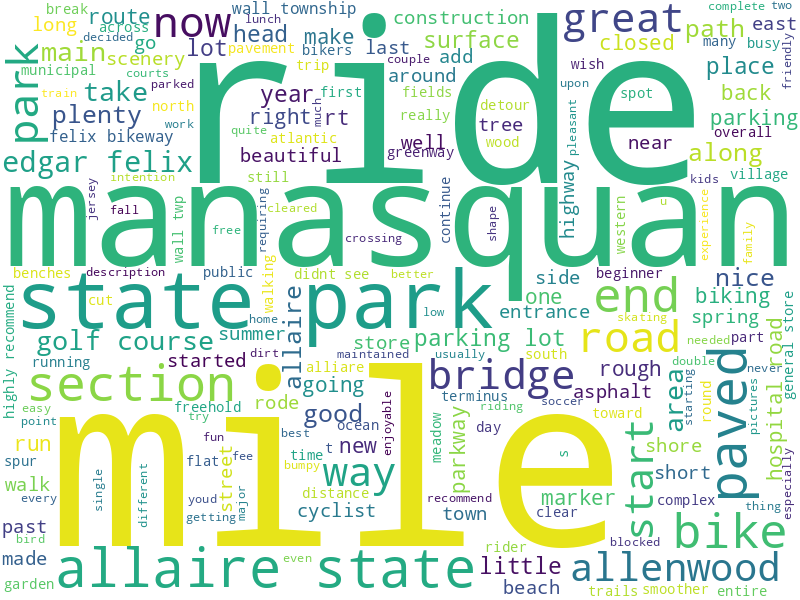 break
route
wall township
lunch
construction
great
complete
two
long
across
decided
now
head
make
bikers
last
surface
path
east
main
go
lot
pavement
couple
add
closed
many
busy
friendly
scenery
trip
around
wish
place
park
municipal
courts
ride
take
train
parked
year
first
much
fields
detour
upon
spot
back
plenty
north
work
right
rt
really
tree
pleasant
parking
felix bikeway
quite
atlantic
well
greenway
wood
near
overall
edgar felix
beautiful
highway
along
intention
still
kids
village
manasquan
jersey
fall
wall twp
cleared
free
requiring
crossing
continue
shape
western
u
experience
family
benches
description
public
walking
didnt see
better
side
beginner
nice
state park
cut
home
low
one
entrance
end
biking
highly recommend
golf course
summer
allaire
store
parking lot
skating
road
spring
general store
running
started
dirt
maintained
usually
south
needed
part
double
never
section
alliare
going
bridge
rough
area
starting
paved
pictures
hospital road
easy
freehold
rode
good
ocean
enjoyable
terminus
riding
asphalt
toward
round
point
try
mile
run
fun
best
t
new
way
meadow
parkway
day
soccer
start
shore
spur
flat
street
fee
bumpy
time
s
short
walk
every
single
different
youd
major
distance
recommend
marker
complex
thing
especially
past
getting
cyclist
town
clear
bike
bird
made
even
rider
blocked
garden
allaire state
little
beach
allenwood
trails
smoother
entire